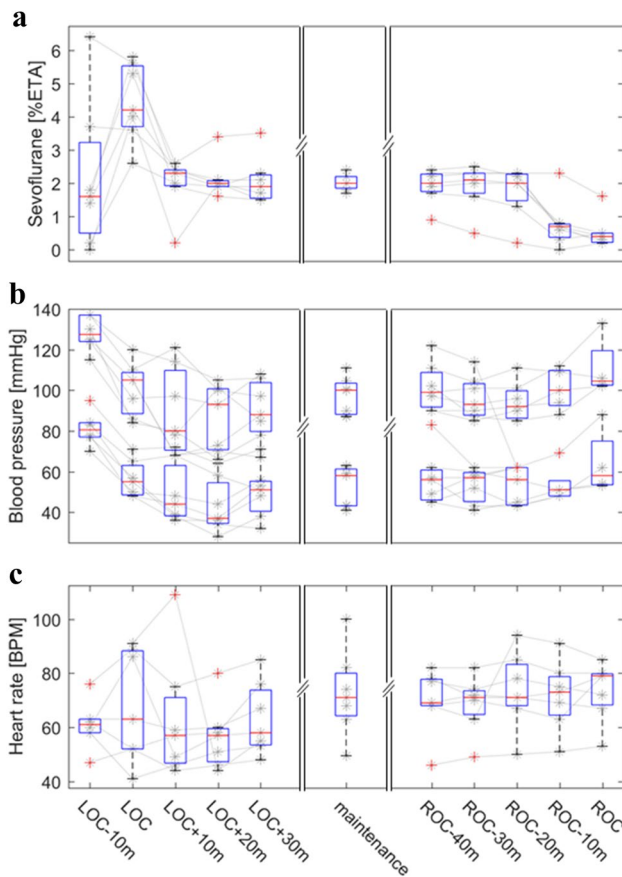 a
Sevoflurane [%ETA]
6
5
4
3
2
1
0
b
Blood pressure [mmHg]
140
120
100
80
60
40
c
Heart rate [BPM]
100
80
60
40
LOC-10m
LOC
LOC+10m
LOC+20m
LOC+30m
maintenance
ROC-40m
ROC-30m
ROC-20m
ROC-10m
ROC